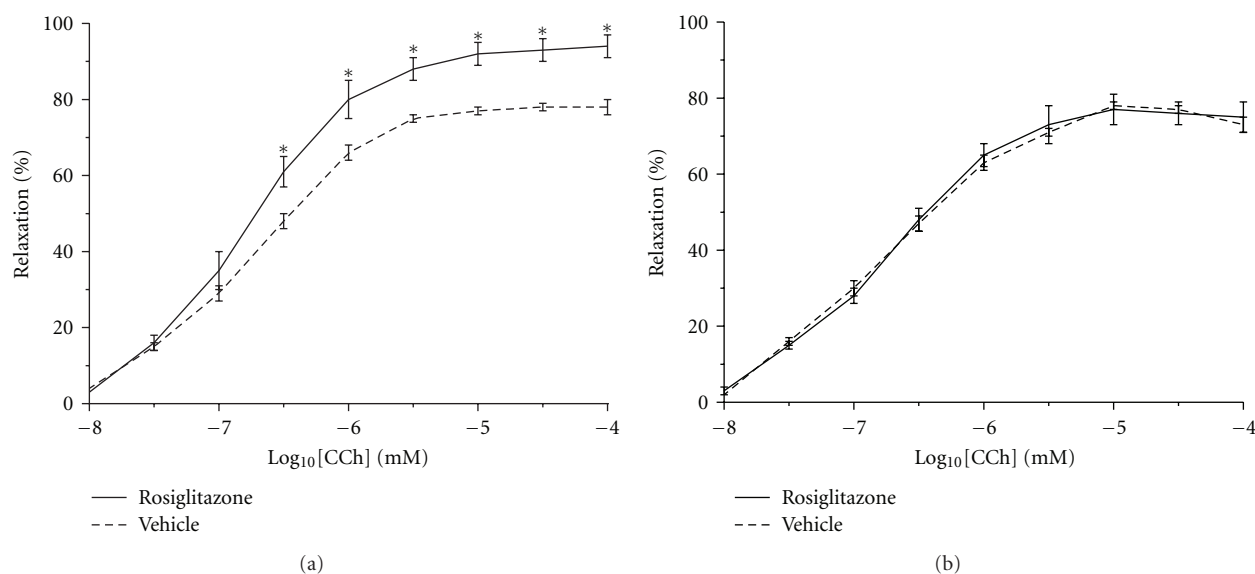 100
80
60
40
20
0
Relaxation (%)
* * * * * * *
−8 −7 −6 −5 −4
Log10[CCh] (mM)
Rosiglitazone
Vehicle
(a)
100
80
60
40
20
0
Relaxation (%)
−8 −7 −6 −5 −4
Log10[CCh] (mM)
Rosiglitazone
Vehicle
(b)